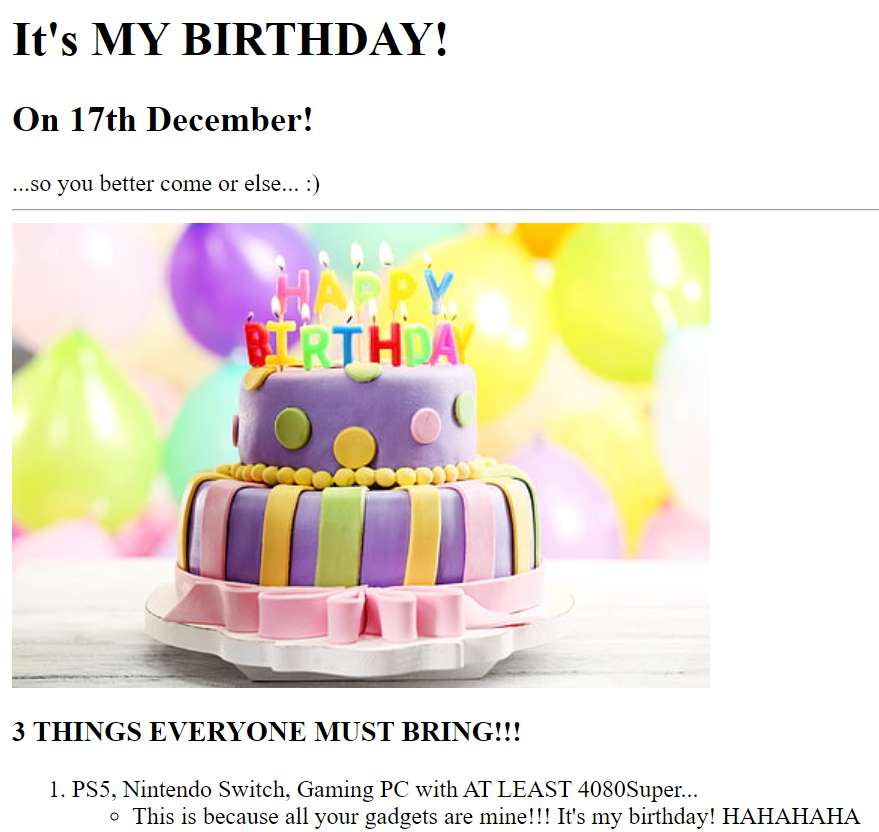 It's MY BIRTHDAY!
On 17th December!
...so you better come or else... :)
HAPPY
BIRTHDAY
3 THINGS EVERYONE MUST BRING!!!
1. PS5, Nintendo Switch, Gaming PC with AT LEAST 4080Super...
◦ This is because all your gadgets are mine!!! It's my birthday! HAHAHAHA